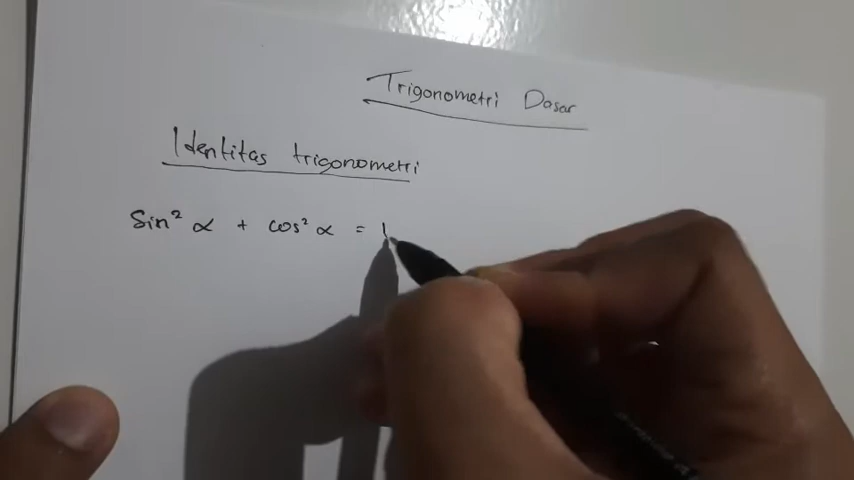 Trigonometri Dasar
Identitas trigonometri
Sin² α + cos² α = 1